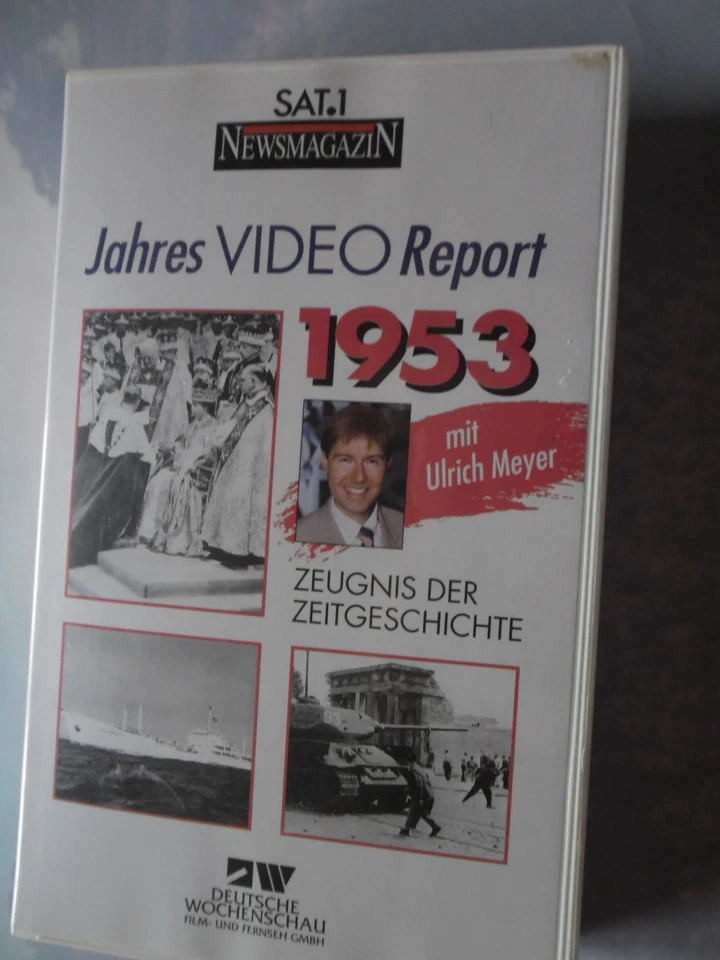 SAT.1
NEWSMAGAZIN
Jahres VIDEO Report
1953
mit
Ulrich Meyer
ZEUGNIS DER
ZEITGESCHICHTE
DEUTSCHE
WOCHENSCHAU
FILM- UND FERNSEH GMBH